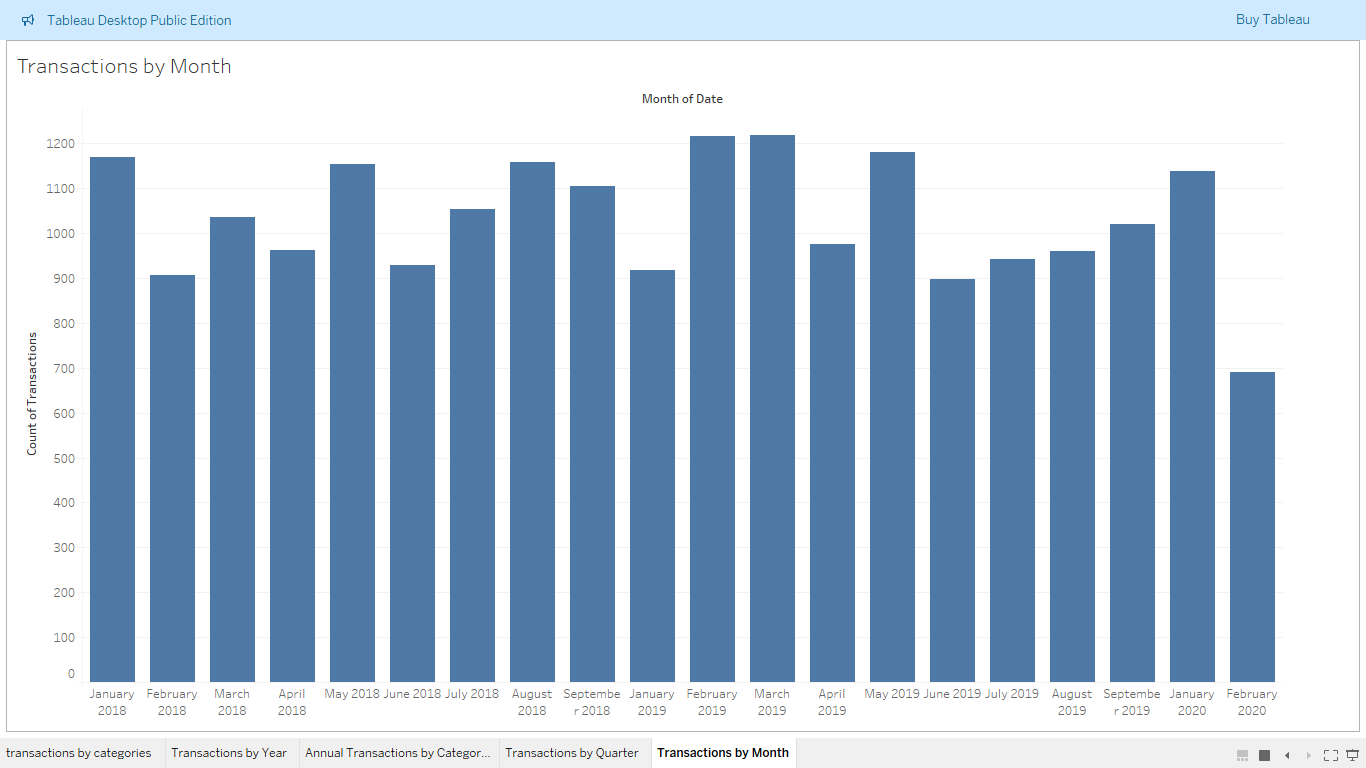 Tableau Desktop Public Edition
Buy Tableau
Transactions by Month
Month of Date
Count of Transactions
1200
1100
1000
900
800
700
600
500
400
300
200
100
0
January 2018
February 2018
March 2018
April 2018
May 2018
June 2018
July 2018
August 2018
Septembe
r 2018
January 2019
February 2019
March 2019
April 2019
May 2019
June 2019
July 2019
August 2019
Septembe
r 2019
January 2020
February 2020
transactions by categories
Transactions by Year
Annual Transactions by Categor...
Transactions by Quarter
Transactions by Month